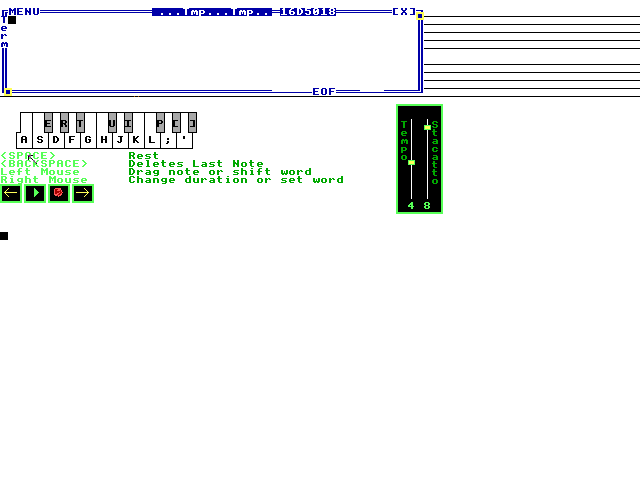 MENU ...Tmp...Tmp.. 16D5018 [X]
Term
EOF
E R T U I P [ ]
A S D F G H J K L ; '
<SPACE> Rest
<BACKSPACE> Deletes Last Note
Left Mouse Drag note or shift word
Right Mouse Change duration or set word
Tempo Stacatto
4 8